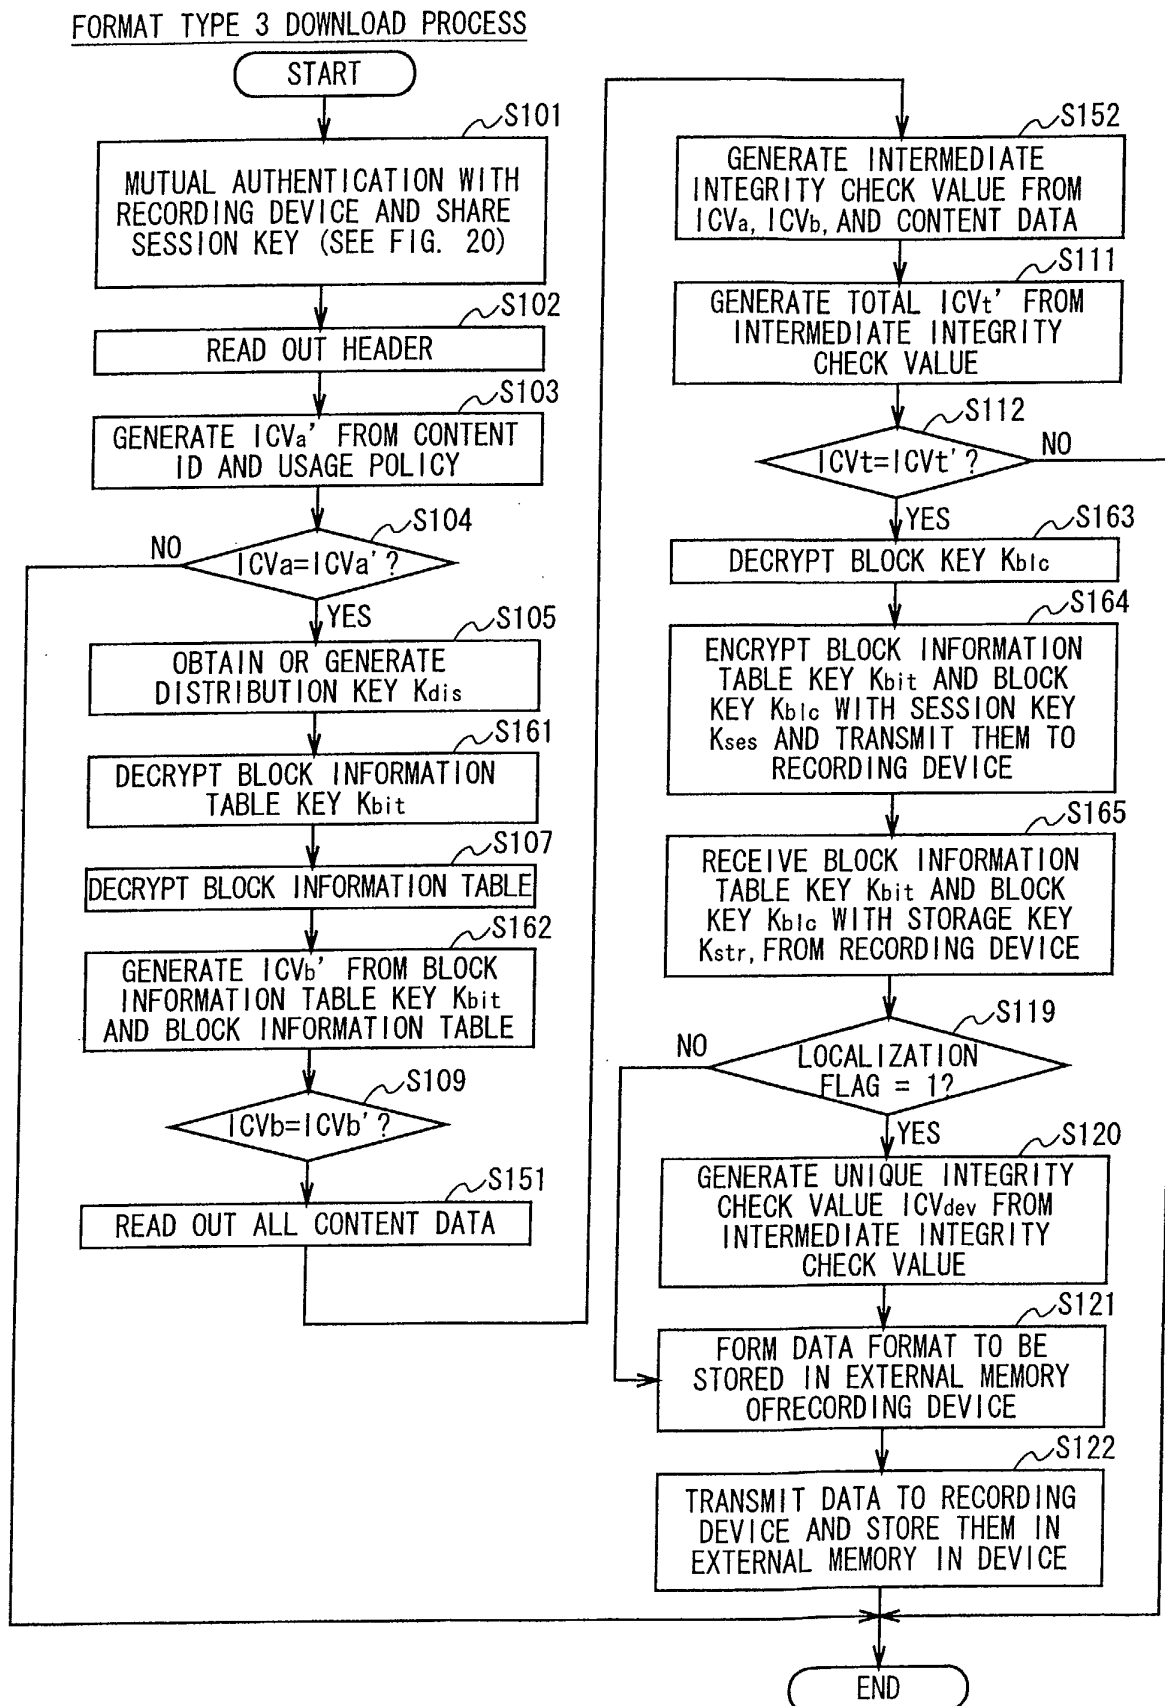 FORMAT TYPE 3 DOWNLOAD PROCESS
START
S101
MUTUAL AUTHENTICATION WITH
RECORDING DEVICE AND SHARE
SESSION KEY (SEE FIG. 20)
S102
READ OUT HEADER
S103
GENERATE ICVa' FROM CONTENT
ID AND USAGE POLICY
S104
NO
ICVa=ICVa'?
YES
S105
OBTAIN OR GENERATE
DISTRIBUTION KEY Kdis
S161
DECRYPT BLOCK INFORMATION
TABLE KEY Kbit
S107
DECRYPT BLOCK INFORMATION TABLE
S162
GENERATE ICVb' FROM BLOCK
INFORMATION TABLE KEY Kbit
AND BLOCK INFORMATION TABLE
S109
ICVb=ICVb'?
S151
READ OUT ALL CONTENT DATA
S152
GENERATE INTERMEDIATE
INTEGRITY CHECK VALUE FROM
ICVa, ICVb, AND CONTENT DATA
S111
GENERATE TOTAL ICVt' FROM
INTERMEDIATE INTEGRITY
CHECK VALUE
S112
NO
ICVt=ICVt'?
YES
S163
DECRYPT BLOCK KEY Kblc
S164
ENCRYPT BLOCK INFORMATION
TABLE KEY Kbit AND BLOCK
KEY Kblc WITH SESSION KEY
Kses AND TRANSMIT THEM TO
RECORDING DEVICE
S165
RECEIVE BLOCK INFORMATION
TABLE KEY Kbit AND BLOCK
KEY Kblc WITH STORAGE KEY
Kstr, FROM RECORDING DEVICE
S119
NO
LOCALIZATION
FLAG = 1?
YES
S120
GENERATE UNIQUE INTEGRITY
CHECK VALUE ICVdev FROM
INTERMEDIATE INTEGRITY
CHECK VALUE
S121
FORM DATA FORMAT TO BE
STORED IN EXTERNAL MEMORY
OFRECORDING DEVICE
S122
TRANSMIT DATA TO RECORDING
DEVICE AND STORE THEM IN
EXTERNAL MEMORY IN DEVICE
END